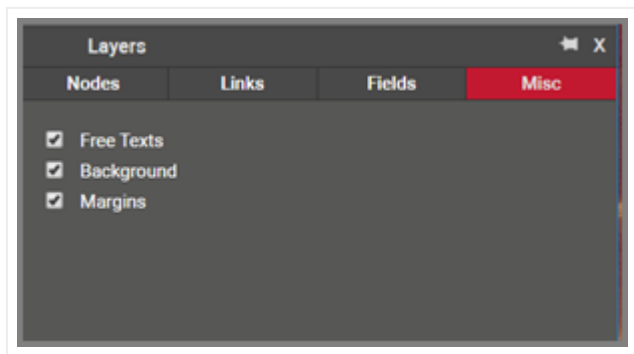 Layers X
Nodes Links Fields Misc
Free Texts
Background
Margins